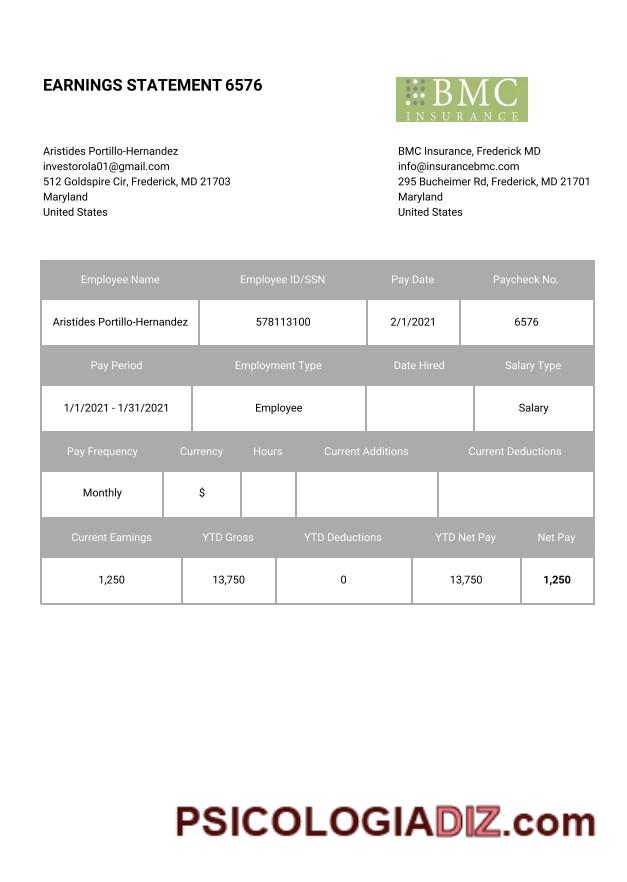 EARNINGS STATEMENT 6576
BMC
INSURANCE
Aristides Portillo-Hernandez
investorola01@gmail.com
512 Goldspire Cir, Frederick, MD 21703
Maryland
United States
BMC Insurance, Frederick MD
info@insurancebmc.com
295 Bucheimer Rd, Frederick, MD 21701
Maryland
United States
Employee Name Employee ID/SSN Pay Date Paycheck No.
Aristides Portillo-Hernandez 578113100 2/1/2021 6576
Pay Period Employment Type Date Hired Salary Type
1/1/2021 - 1/31/2021 Employee Salary
Pay Frequency Currency Hours Current Additions Current Deductions
Monthly $
Current Earnings YTD Gross YTD Deductions YTD Net Pay Net Pay
1,250 13,750 0 13,750 1,250
PSICOLOGIADIZ.com